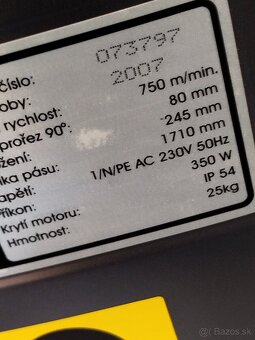 číslo: 073797
oby: 2007
rychlost: 750 m/min.
prořez 90°: 80 mm
žení: -245 mm
ka pásu: 1710 mm
apětí: 1/N/PE AC 230V 50Hz
říkon: 350 W
Krytí motoru: IP 54
Hmotnost: 25kg
Bazos.sk